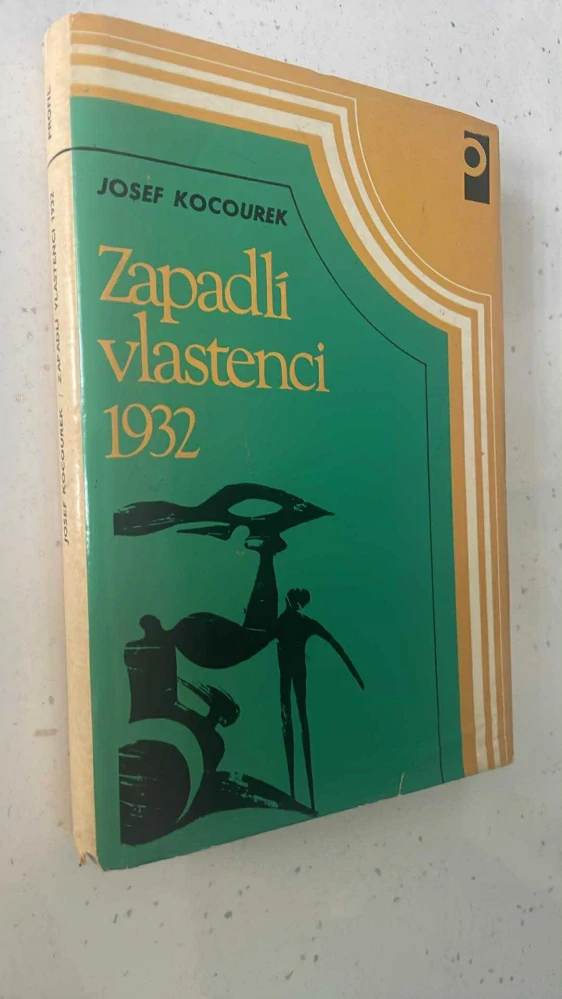 JOSEF KOCOUREK
Zapadlí
vlastenci
1932
JOSEF KOCOUREK / ZAPADLÍ VLASTENCI 1932 PROFIL